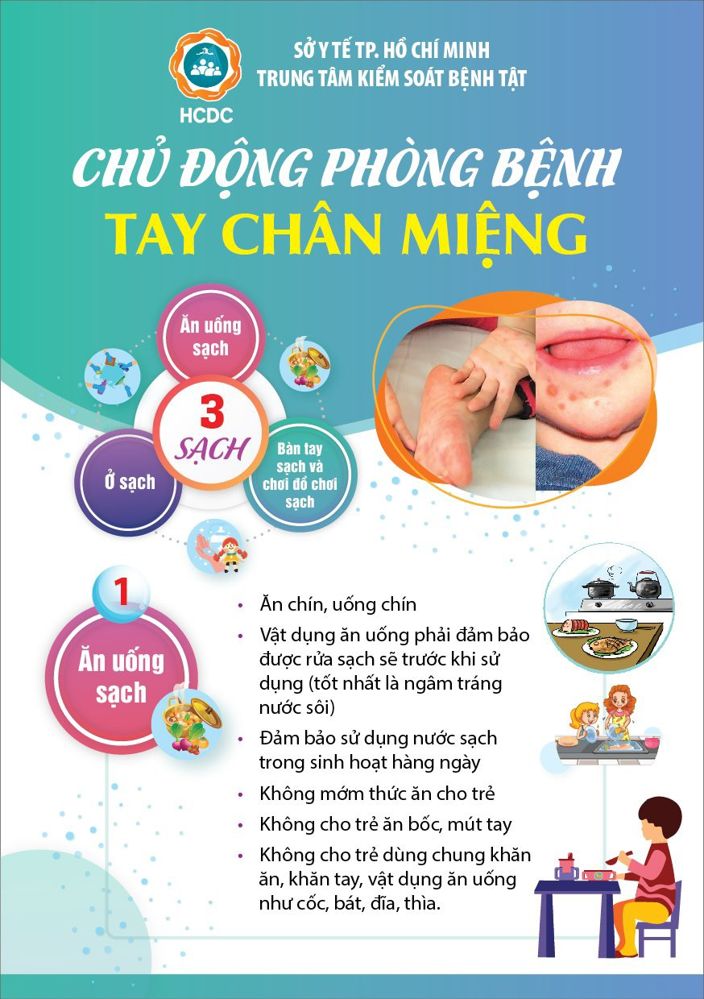 SỞ Y TẾ TP. HỒ CHÍ MINH
TRUNG TÂM KIỂM SOÁT BỆNH TẬT
HCDC
CHỦ ĐỘNG PHÒNG BỆNH
TAY CHÂN MIỆNG
Ăn uống
sạch
3
SẠCH
Ở sạch
Bàn tay
sạch và
chơi đồ chơi
sạch
1
Ăn uống
sạch
• Ăn chín, uống chín
• Vật dụng ăn uống phải đảm bảo
được rửa sạch sẽ trước khi sử
dụng (tốt nhất là ngâm tráng
nước sôi)
• Đảm bảo sử dụng nước sạch
trong sinh hoạt hàng ngày
• Không mớm thức ăn cho trẻ
• Không cho trẻ ăn bốc, mút tay
• Không cho trẻ dùng chung khăn
ăn, khăn tay, vật dụng ăn uống
như cốc, bát, đĩa, thìa.